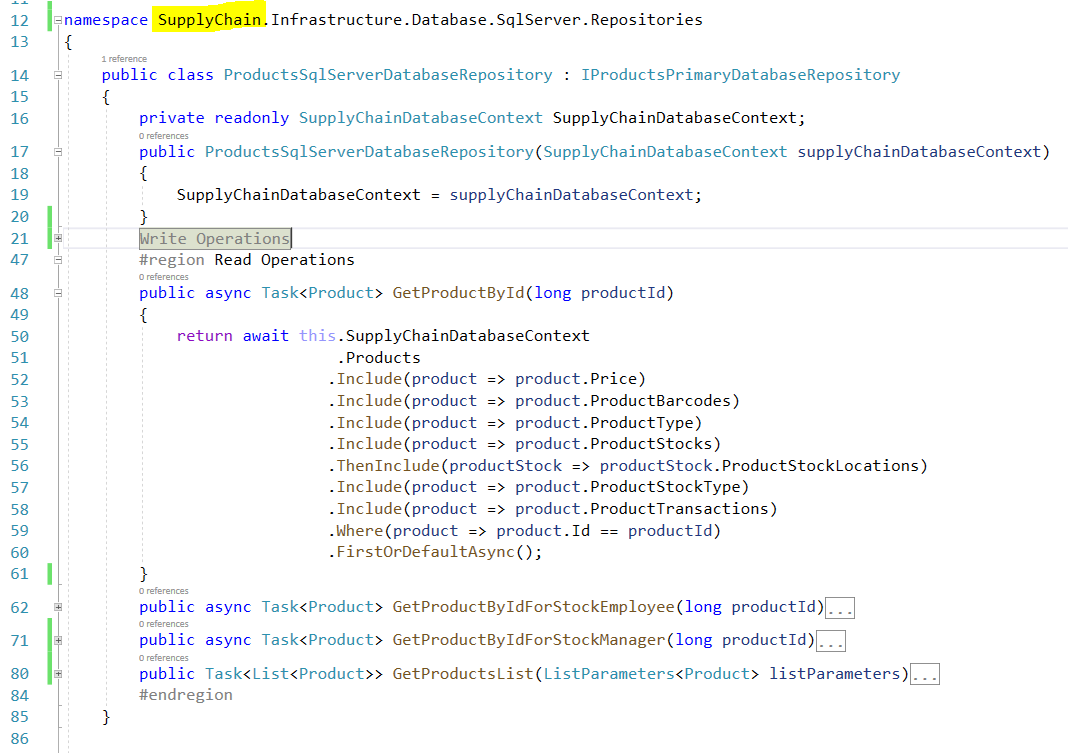 11
12 namespace SupplyChain.Infrastructure.Database.SqlServer.Repositories
13 {
1 reference
14 public class ProductsSqlServerDatabaseRepository : IProductsPrimaryDatabaseRepository
15 {
16 private readonly SupplyChainDatabaseContext SupplyChainDatabaseContext;
0 references
17 public ProductsSqlServerDatabaseRepository(SupplyChainDatabaseContext supplyChainDatabaseContext)
18 {
19 SupplyChainDatabaseContext = supplyChainDatabaseContext;
20 }
21 Write Operations
47 #region Read Operations
0 references
48 public async Task<Product> GetProductById(long productId)
49 {
50 return await this.SupplyChainDatabaseContext
51 .Products
52 .Include(product => product.Price)
53 .Include(product => product.ProductBarcodes)
54 .Include(product => product.ProductType)
55 .Include(product => product.ProductStocks)
56 .ThenInclude(productStock => productStock.ProductStockLocations)
57 .Include(product => product.ProductStockType)
58 .Include(product => product.ProductTransactions)
59 .Where(product => product.Id == productId)
60 .FirstOrDefaultAsync();
61 }
0 references
62 public async Task<Product> GetProductByIdForStockEmployee(long productId)...
0 references
71 public async Task<Product> GetProductByIdForStockManager(long productId)...
0 references
80 public Task<List<Product>> GetProductsList(ListParameters<Product> listParameters)...
84 #endregion
85 }
86